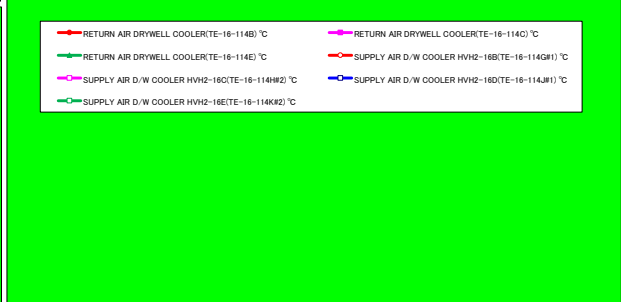 RETURN AIR DRYWELL COOLER(TE-16-114B) ℃
RETURN AIR DRYWELL COOLER(TE-16-114C) ℃
RETURN AIR DRYWELL COOLER(TE-16-114E) ℃
SUPPLY AIR D/W COOLER HVH2-16B(TE-16-114G#1) ℃
SUPPLY AIR D/W COOLER HVH2-16C(TE-16-114H#2) ℃
SUPPLY AIR D/W COOLER HVH2-16D(TE-16-114J#1) ℃
SUPPLY AIR D/W COOLER HVH2-16E(TE-16-114K#2) ℃